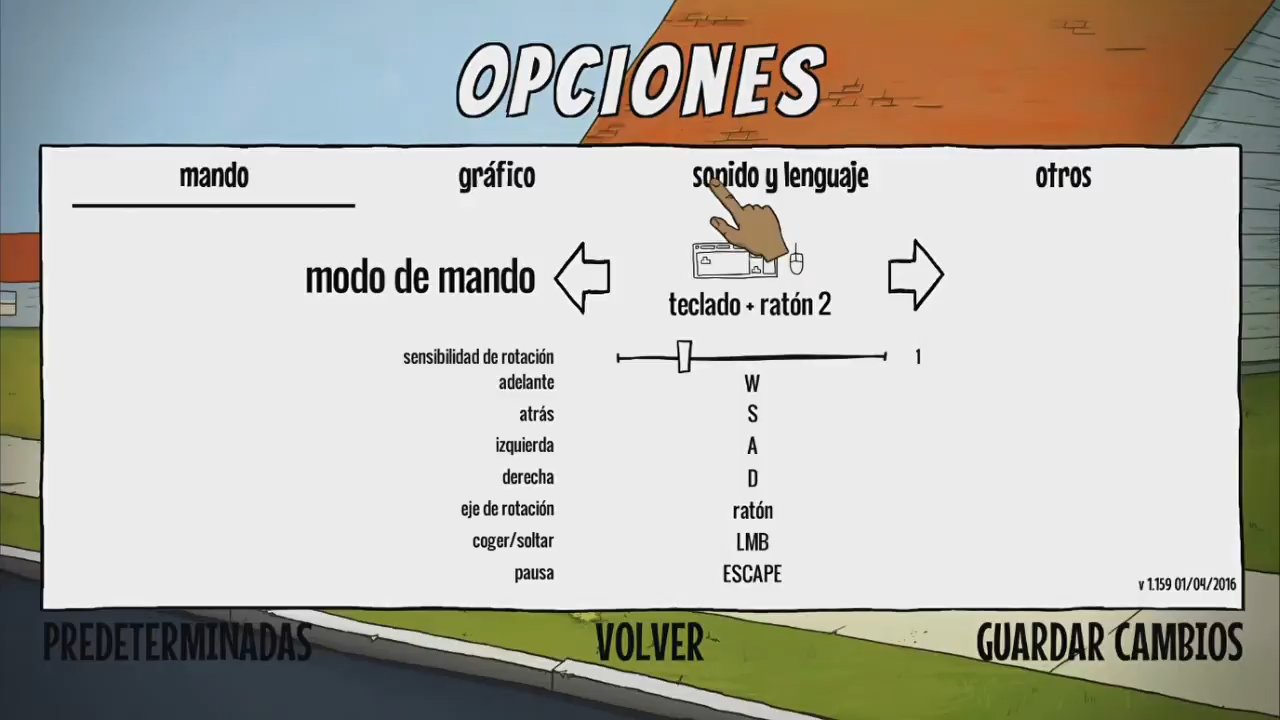 OPCIONES
mando gráfico sonido y lenguaje otros
modo de mando
teclado + ratón 2
sensibilidad de rotación 1
adelante W
atrás S
izquierda A
derecha D
eje de rotación ratón
coger/soltar LMB
pausa ESCAPE
v 1.159 01/04/2016
PREDETERMINADAS VOLVER GUARDAR CAMBIOS